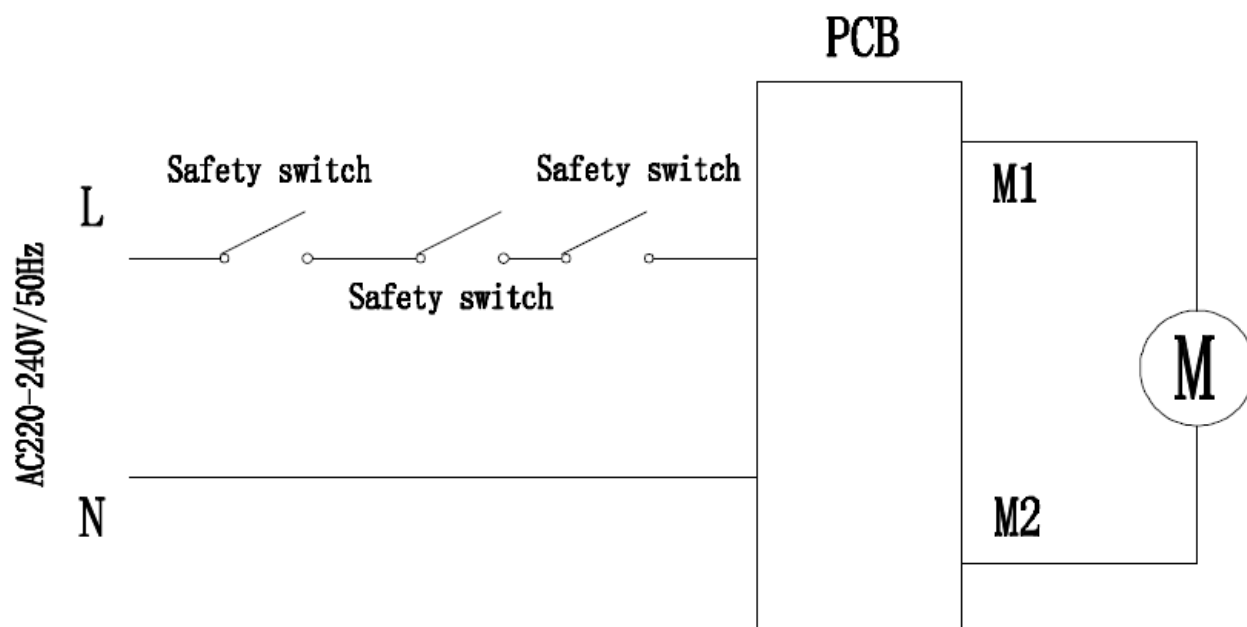 PCB
Safety switch
Safety switch
L
M1
AC220-240V/50Hz
Safety switch
M
N
M2